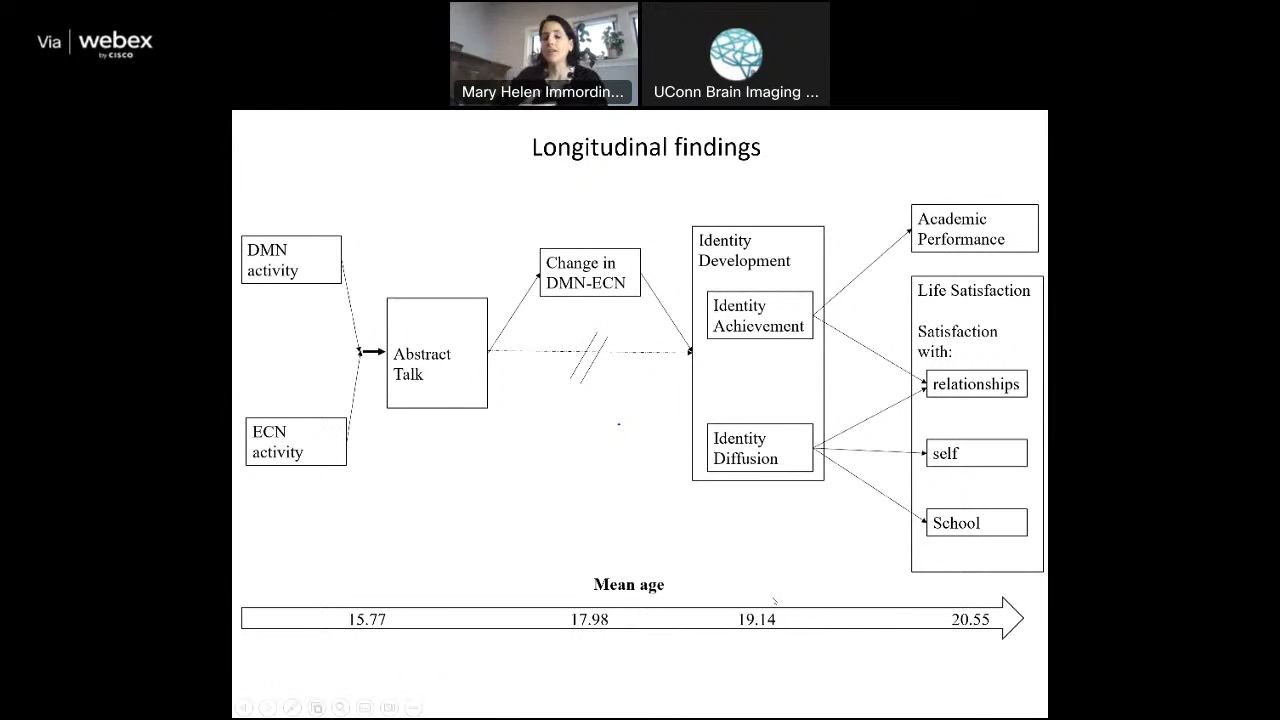 Via | webex
by CISCO
Mary Helen Immordin...
UConn Brain Imaging ...
Longitudinal findings
DMN
activity
ECN
activity
Abstract
Talk
Change in
DMN-ECN
Identity
Development
Identity
Achievement
Identity
Diffusion
Academic
Performance
Life Satisfaction
Satisfaction
with:
relationships
self
School
Mean age
15.77
17.98
19.14
20.55